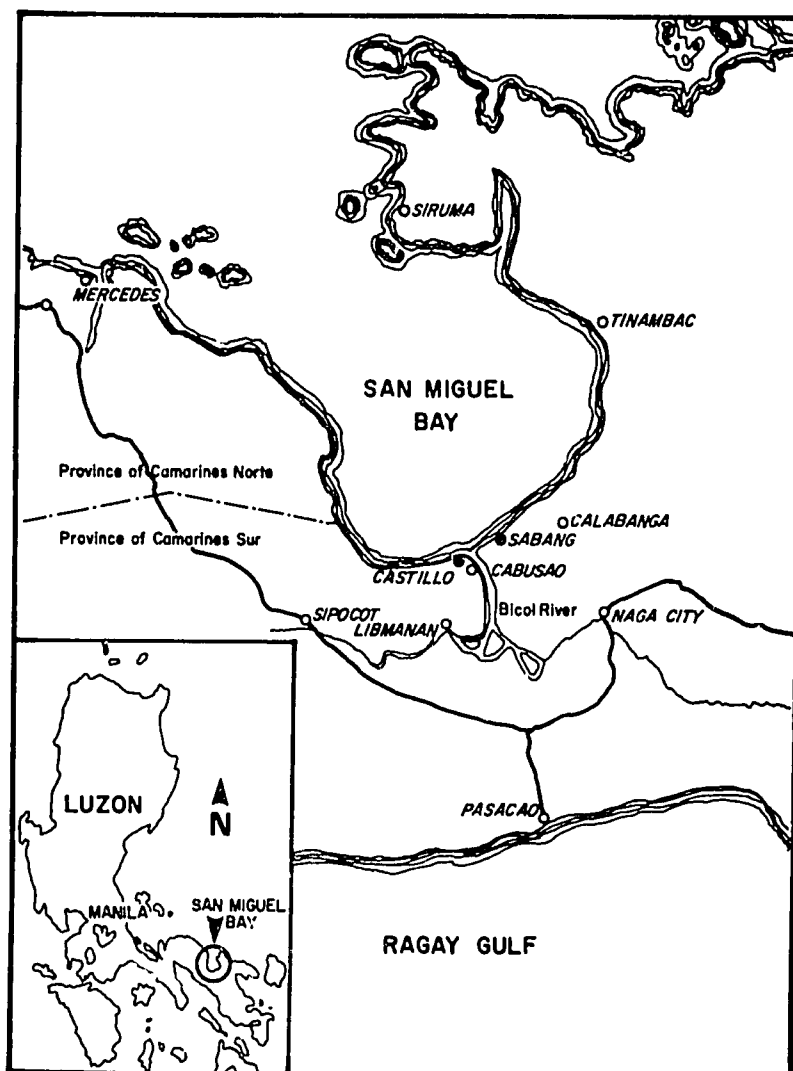 SIRUMA
MERCEDES
TINAMBAC
SAN MIGUEL
BAY
Province of Camarines Norte
Province of Camarines Sur
CALABANGA
SABANG
CASTILLO
CABUSAO
Bicol River
SIPOCOT
LIBMANAN
NAGA CITY
PASACAO
RAGAY GULF
LUZON
N
MANILA
SAN MIGUEL
BAY